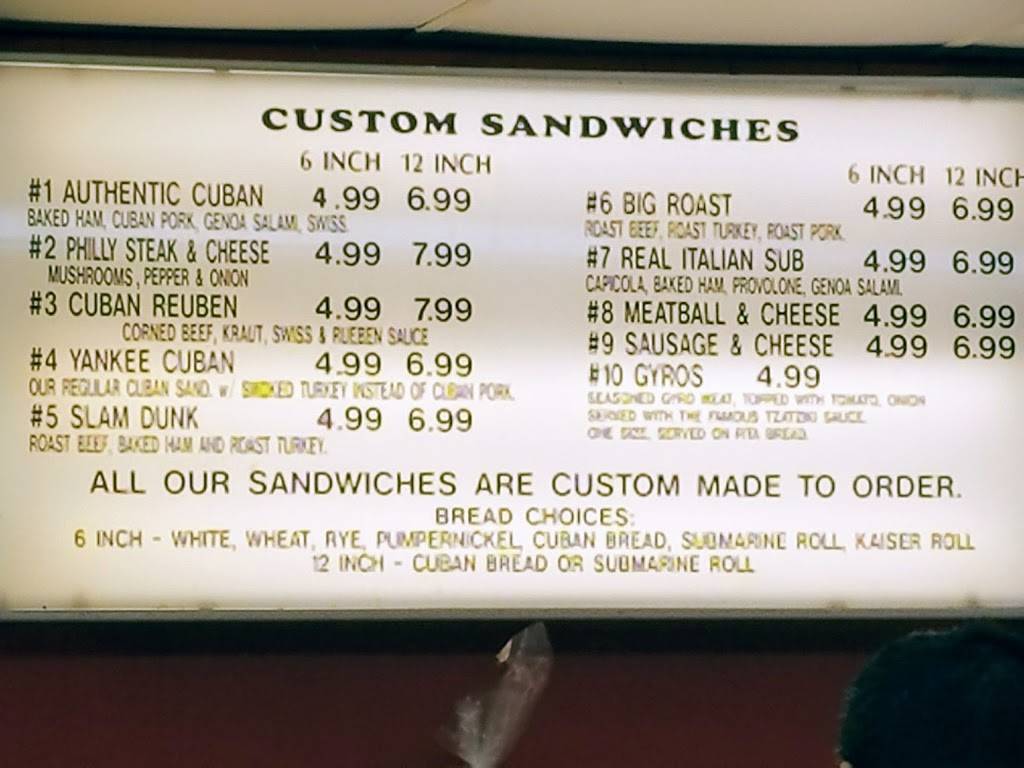 CUSTOM SANDWICHES
6 INCH 12 INCH
#1 AUTHENTIC CUBAN 4.99 6.99
BAKED HAM, CUBAN PORK, GENOA SALAMI, SWISS.
#2 PHILLY STEAK & CHEESE 4.99 7.99
MUSHROOMS, PEPPER & ONION
#3 CUBAN REUBEN 4.99 7.99
CORNED BEEF, KRAUT, SWISS & RUEBEN SAUCE
#4 YANKEE CUBAN 4.99 6.99
OUR REGULAR CUBAN SAND. w/ SMOKED TURKEY INSTEAD OF CUBAN PORK.
#5 SLAM DUNK 4.99 6.99
ROAST BEEF, BAKED HAM AND ROAST TURKEY.
6 INCH 12 INCH
#6 BIG ROAST 4.99 6.99
ROAST BEEF, ROAST TURKEY, ROAST PORK.
#7 REAL ITALIAN SUB 4.99 6.99
CAPICOLA, BAKED HAM, PROVOLONE, GENOA SALAMI.
#8 MEATBALL & CHEESE 4.99 6.99
#9 SAUSAGE & CHEESE 4.99 6.99
#10 GYROS 4.99
SEASONED GYRO MEAT, TOPPED WITH TOMATO, ONION
SERVED WITH THE FAMOUS TZATZIKI SAUCE.
ONE SIZE, SERVED ON PITA BREAD.
ALL OUR SANDWICHES ARE CUSTOM MADE TO ORDER.
BREAD CHOICES:
6 INCH - WHITE, WHEAT, RYE, PUMPERNICKEL, CUBAN BREAD, SUBMARINE ROLL, KAISER ROLL
12 INCH - CUBAN BREAD OR SUBMARINE ROLL